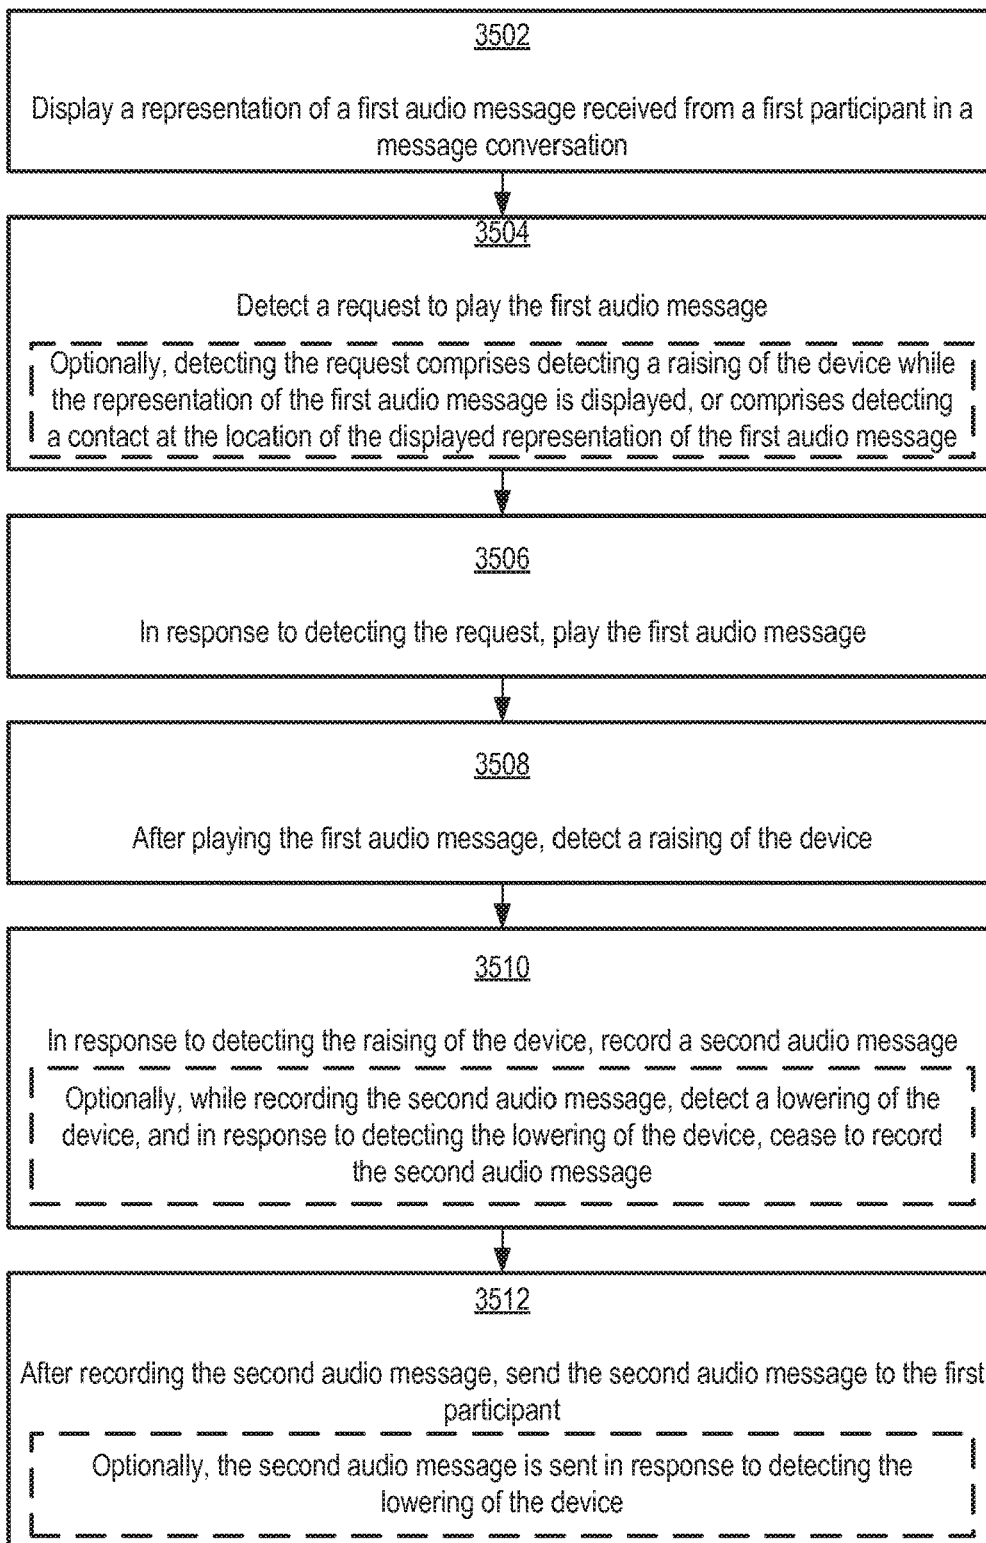 3502
Display a representation of a first audio message received from a first participant in a
message conversation
3504
Detect a request to play the first audio message
Optionally, detecting the request comprises detecting a raising of the device while
the representation of the first audio message is displayed, or comprises detecting
a contact at the location of the displayed representation of the first audio message
3506
In response to detecting the request, play the first audio message
3508
After playing the first audio message, detect a raising of the device
3510
In response to detecting the raising of the device, record a second audio message
Optionally, while recording the second audio message, detect a lowering of the
device, and in response to detecting the lowering of the device, cease to record
the second audio message
3512
After recording the second audio message, send the second audio message to the first
participant
Optionally, the second audio message is sent in response to detecting the
lowering of the device